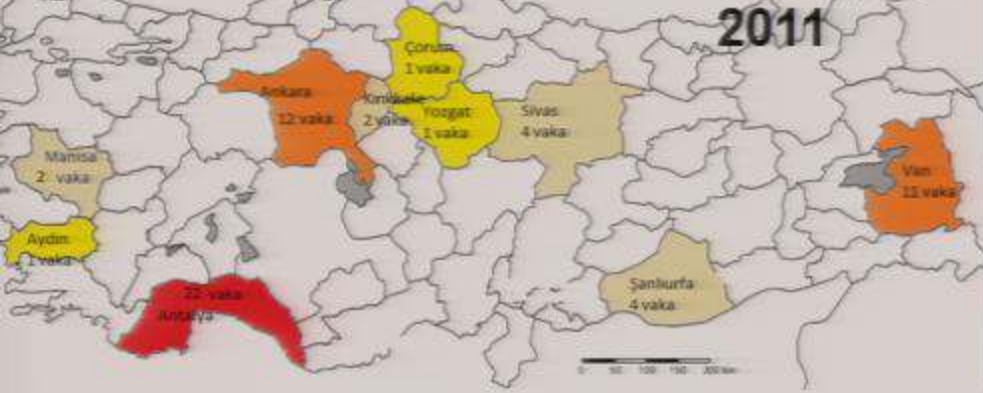 2011
Çorum
1 vaka
Ankara
12 vaka
Kırıkkale
2 vaka
Yozgat
1 vaka
Sivas
4 vaka
Manisa
2 vaka
Van
11 vaka
Aydın
1 vaka
22 vaka
Antalya
Şanlıurfa
4 vaka
0 50 100 150 200 km